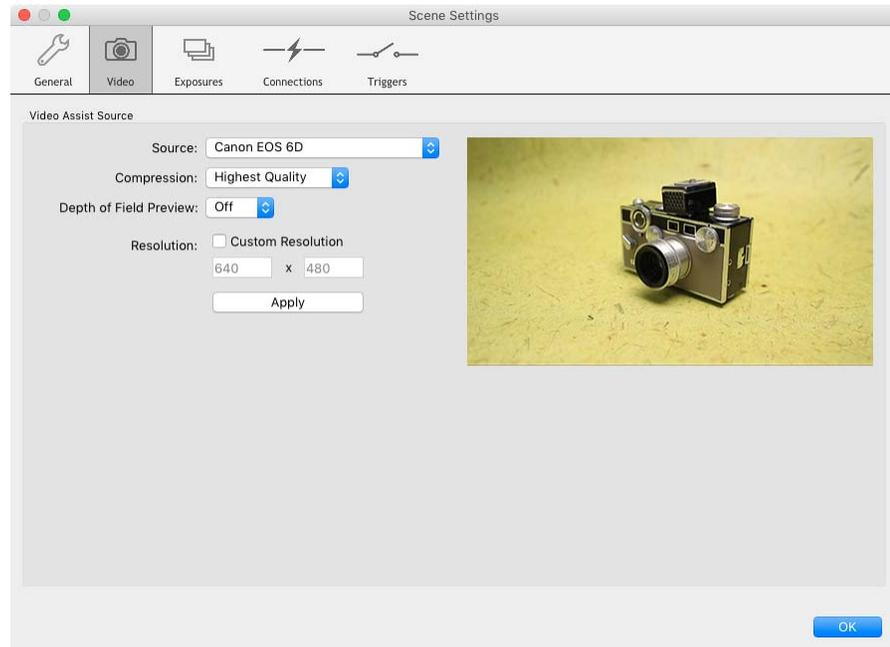 Scene Settings
General Video Exposures Connections Triggers
Video Assist Source
Source: Canon EOS 6D
Compression: Highest Quality
Depth of Field Preview: Off
Resolution: Custom Resolution
640 x 480
Apply
OK